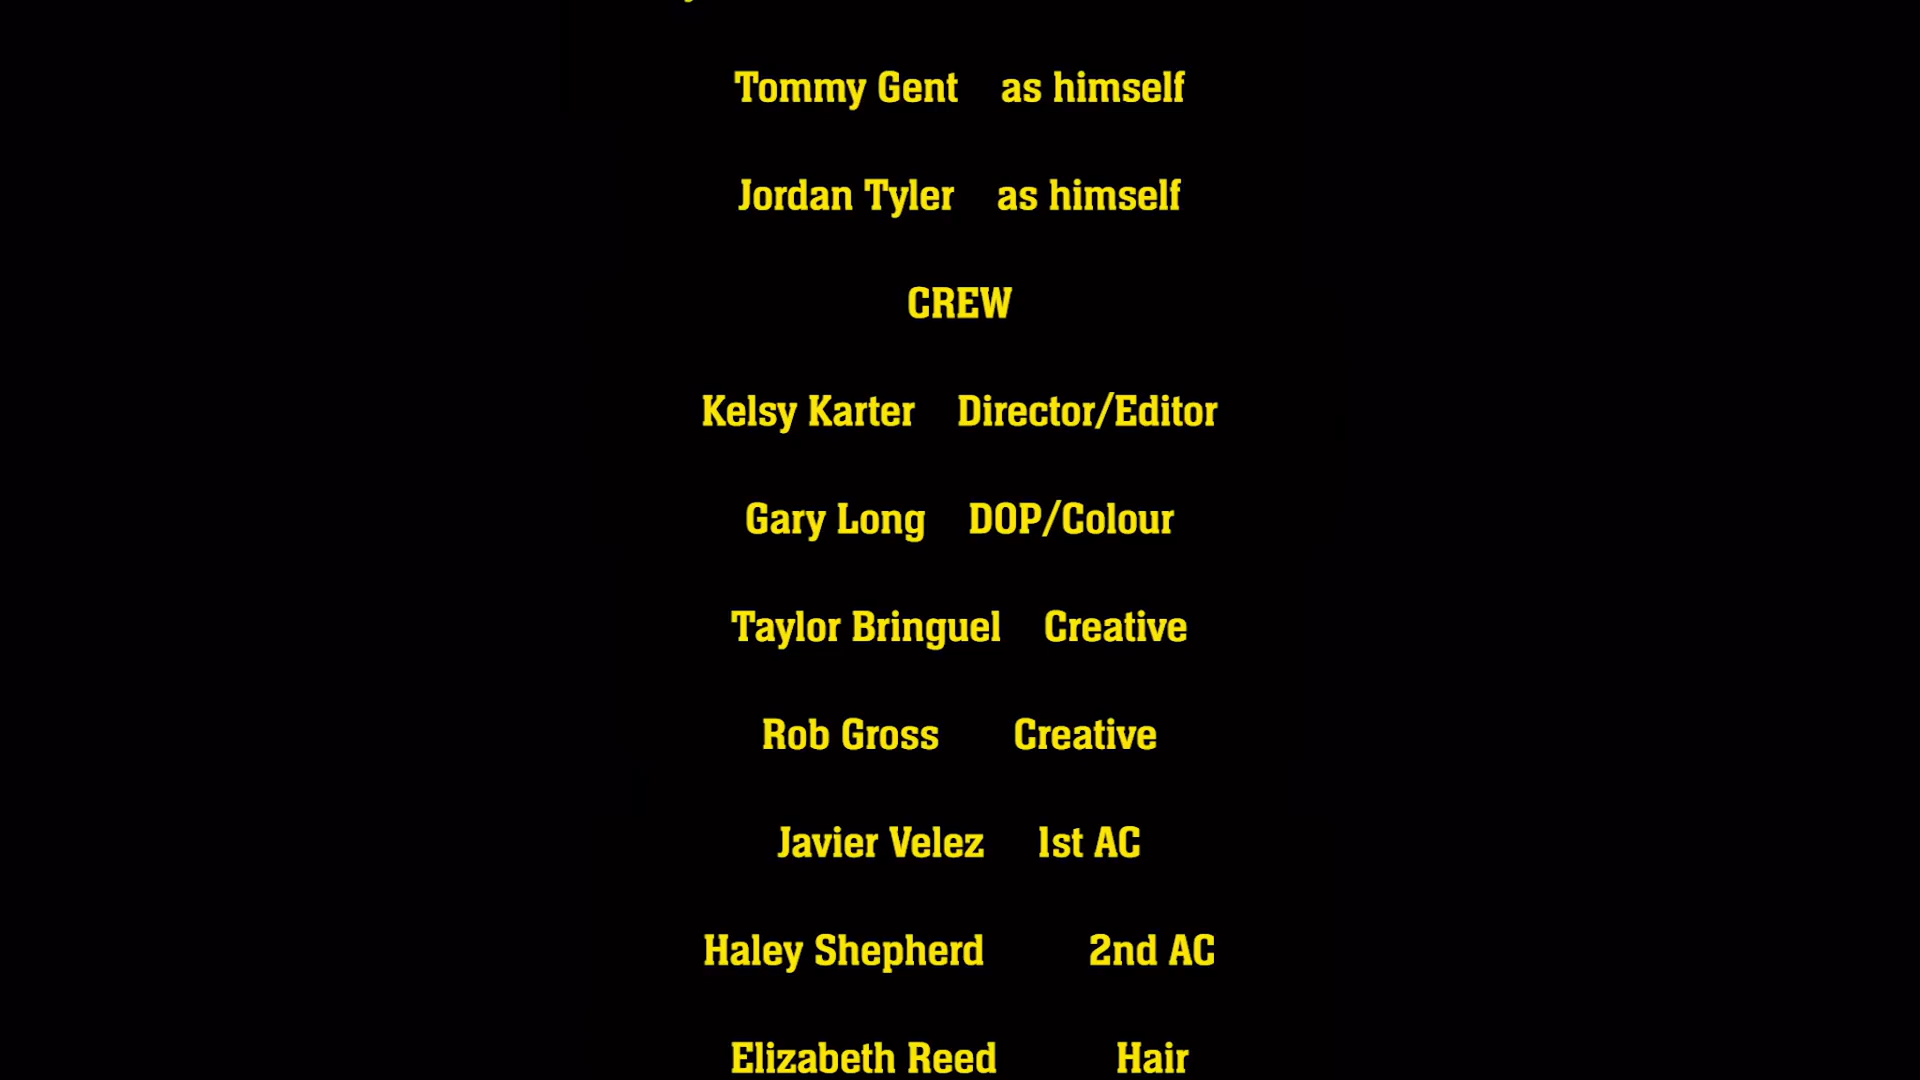 Tommy Gent as himself
Jordan Tyler as himself
CREW
Kelsy Karter Director/Editor
Gary Long DOP/Colour
Taylor Bringuel Creative
Rob Gross Creative
Javier Velez 1st AC
Haley Shepherd 2nd AC
Elizabeth Reed Hair